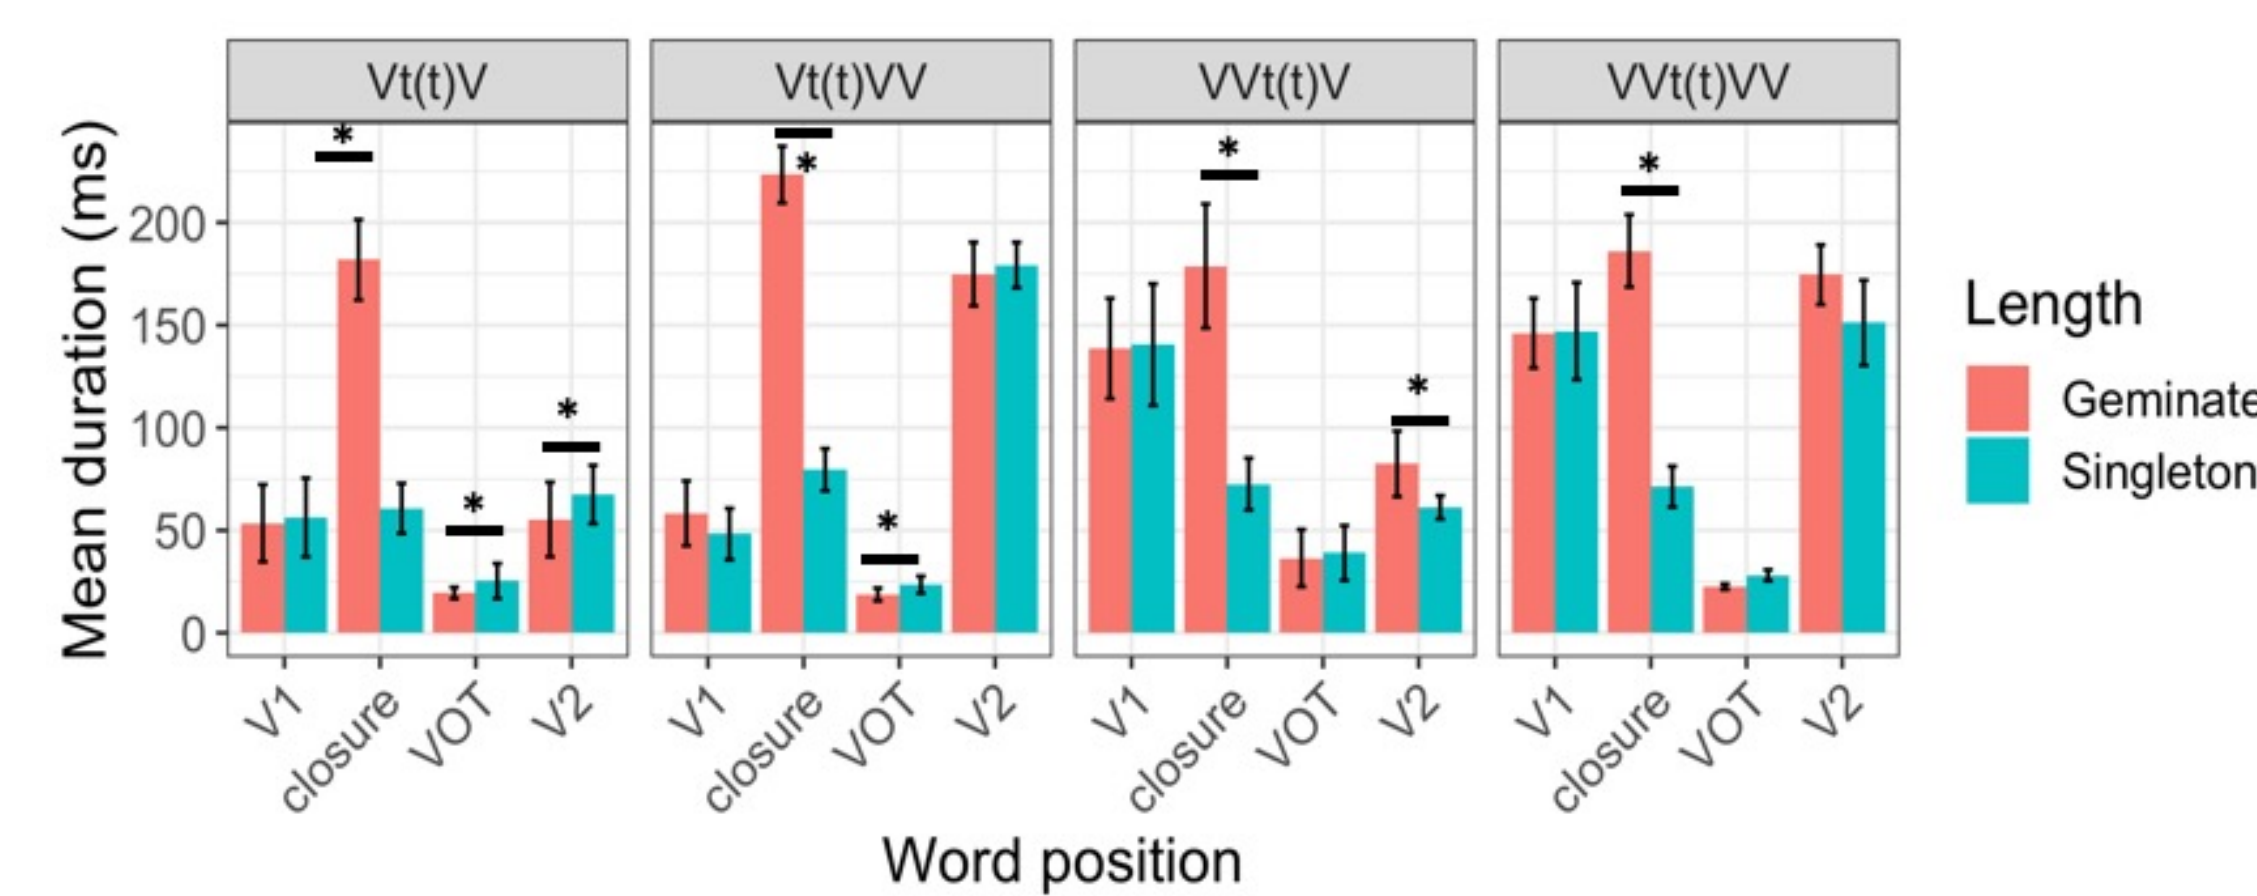 Vt(t)V Vt(t)VV VVt(t)V VVt(t)VV
* * * *
* *
* *
Mean duration (ms)
200
150
100
50
0
V1 closure VOT V2 V1 closure VOT V2 V1 closure VOT V2 V1 closure VOT V2
Word position
Length
Geminate
Singleton